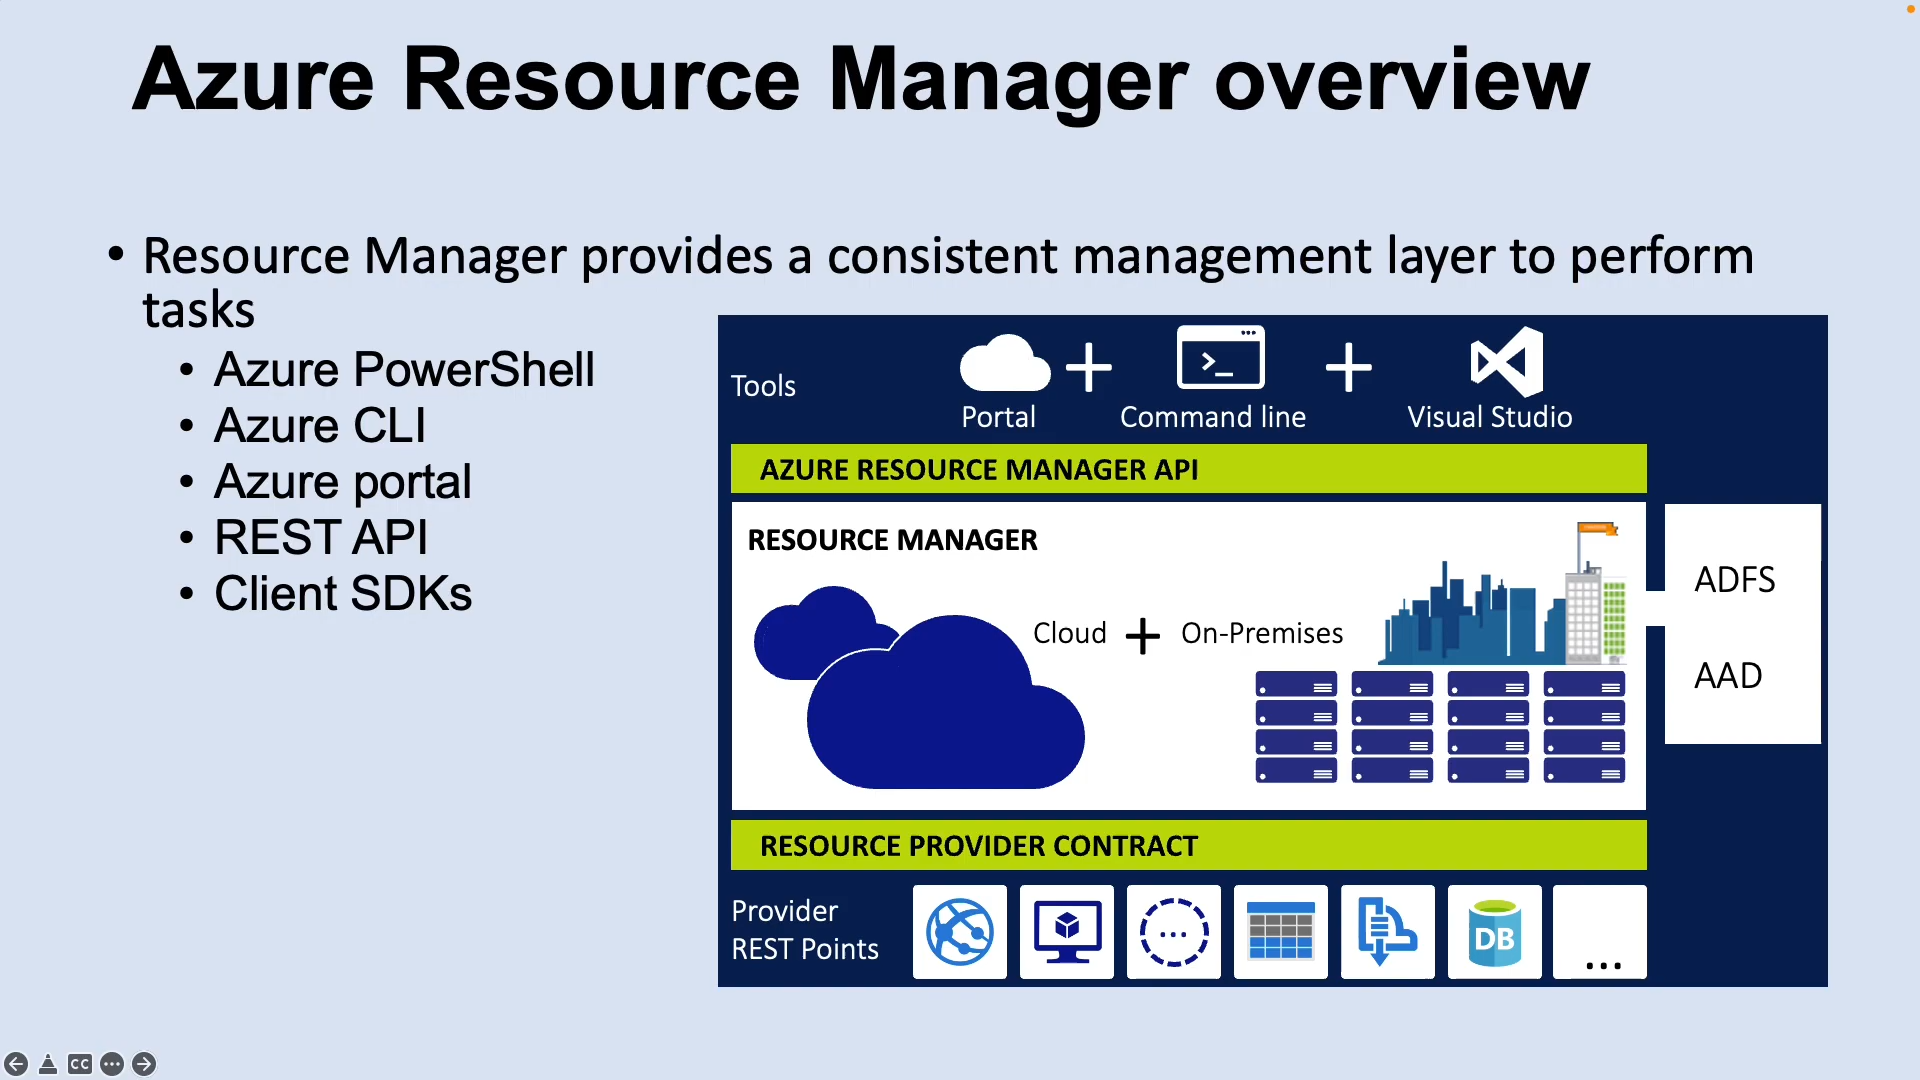 Azure Resource Manager overview
• Resource Manager provides a consistent management layer to perform
tasks
• Azure PowerShell
• Azure CLI
• Azure portal
• REST API
• Client SDKs
Tools
Portal
Command line
Visual Studio
AZURE RESOURCE MANAGER API
RESOURCE MANAGER
Cloud + On-Premises
ADFS
AAD
RESOURCE PROVIDER CONTRACT
Provider
REST Points
DB
...
CC